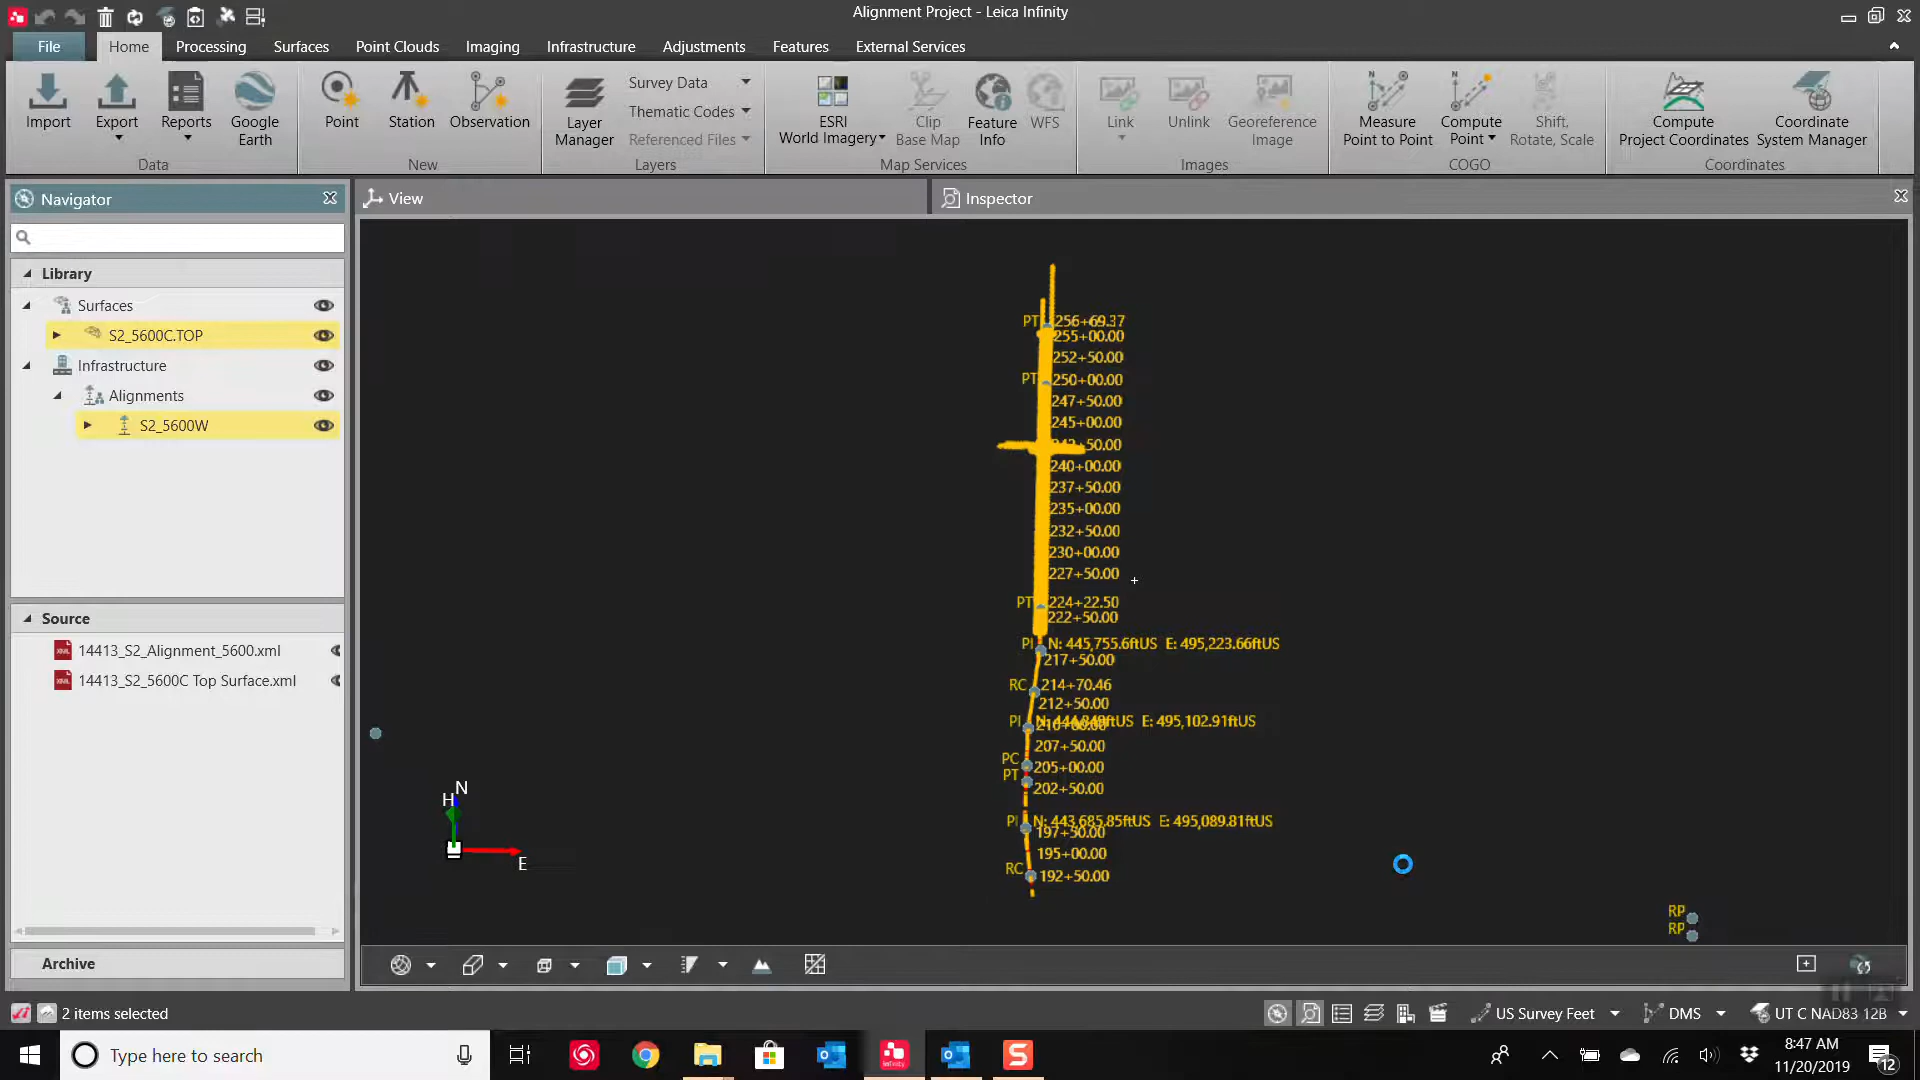 Alignment Project - Leica Infinity
File Home Processing Surfaces Point Clouds Imaging Infrastructure Adjustments Features External Services
Import
Export
Reports
Google
Earth
Data
Point
Station
Observation
New
Layer
Manager
Survey Data
Thematic Codes
Referenced Files
Layers
ESRI
World Imagery
Clip
Base Map
Feature
Info
WFS
Map Services
Link
Unlink
Georeference
Image
Images
Measure
Point to Point
Compute
Point
Shift,
Rotate, Scale
COGO
Compute
Project Coordinates
Coordinate
System Manager
Coordinates
Navigator
View
Inspector
Library
Surfaces
S2_5600C.TOP
Infrastructure
Alignments
S2_5600W
Source
14413_S2_Alignment_5600.xml
14413_S2_5600C Top Surface.xml
Archive
PT 256+69.37
255+00.00
252+50.00
PT 250+00.00
247+50.00
245+00.00
242+50.00
240+00.00
237+50.00
235+00.00
232+50.00
230+00.00
227+50.00
PT 224+22.50
222+50.00
PI N: 445,755.6ftUS E: 495,223.66ftUS
217+50.00
RC 214+70.46
212+50.00
PI E: 495,102.91ftUS
210+00.00
207+50.00
PC
205+00.00
PT
202+50.00
PI N: 443,685.85ftUS E: 495,089.81ftUS
197+50.00
195+00.00
RC 192+50.00
RP
RP
N
H
E
2 items selected
US Survey Feet
DMS
UT C NAD83 12B
Type here to search
Infinity
8:47 AM
11/20/2019
12